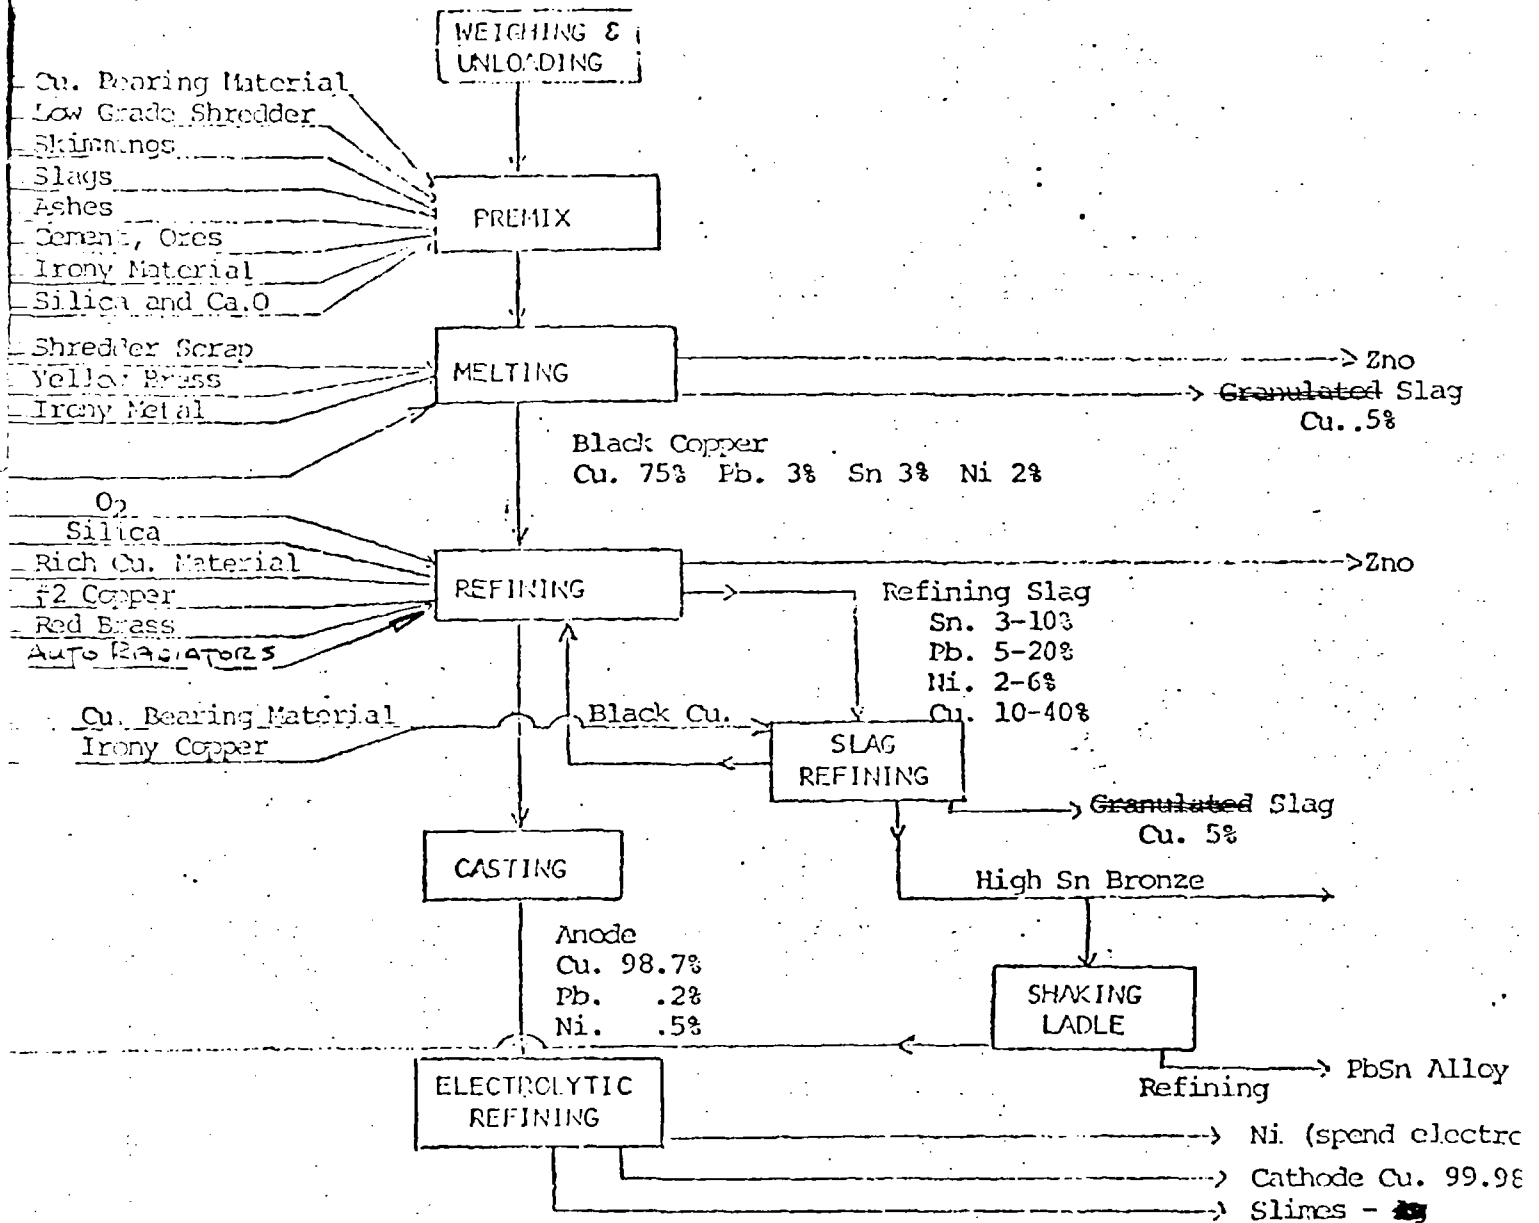 WEIGHING &
UNLOADING
Cu. Bearing Material
Low Grade Shredder
Skimmings
Slags
Ashes
Cement, Ores
Irony Material
Silica and Ca.O
PREMIX
Shredder Scrap
Yellow Brass
Irony Metal
MELTING
Zno
Granulated Slag
Cu..5%
Black Copper
Cu. 75% Pb. 3% Sn 3% Ni 2%
O2
Silica
Rich Cu. Material
#2 Copper
Red Brass
AUTO RADIATORS
REFINING
Zno
Refining Slag
Sn. 3-10%
Pb. 5-20%
Ni. 2-6%
Cu. 10-40%
Cu. Bearing Material
Irony Copper
Black Cu.
SLAG
REFINING
Granulated Slag
Cu. 5%
CASTING
High Sn Bronze
Anode
Cu. 98.7%
Pb. .2%
Ni. .5%
SHAKING
LADLE
PbSn Alloy
Refining
ELECTROLYTIC
REFINING
Ni. (spend electro
Cathode Cu. 99.98
Slimes -